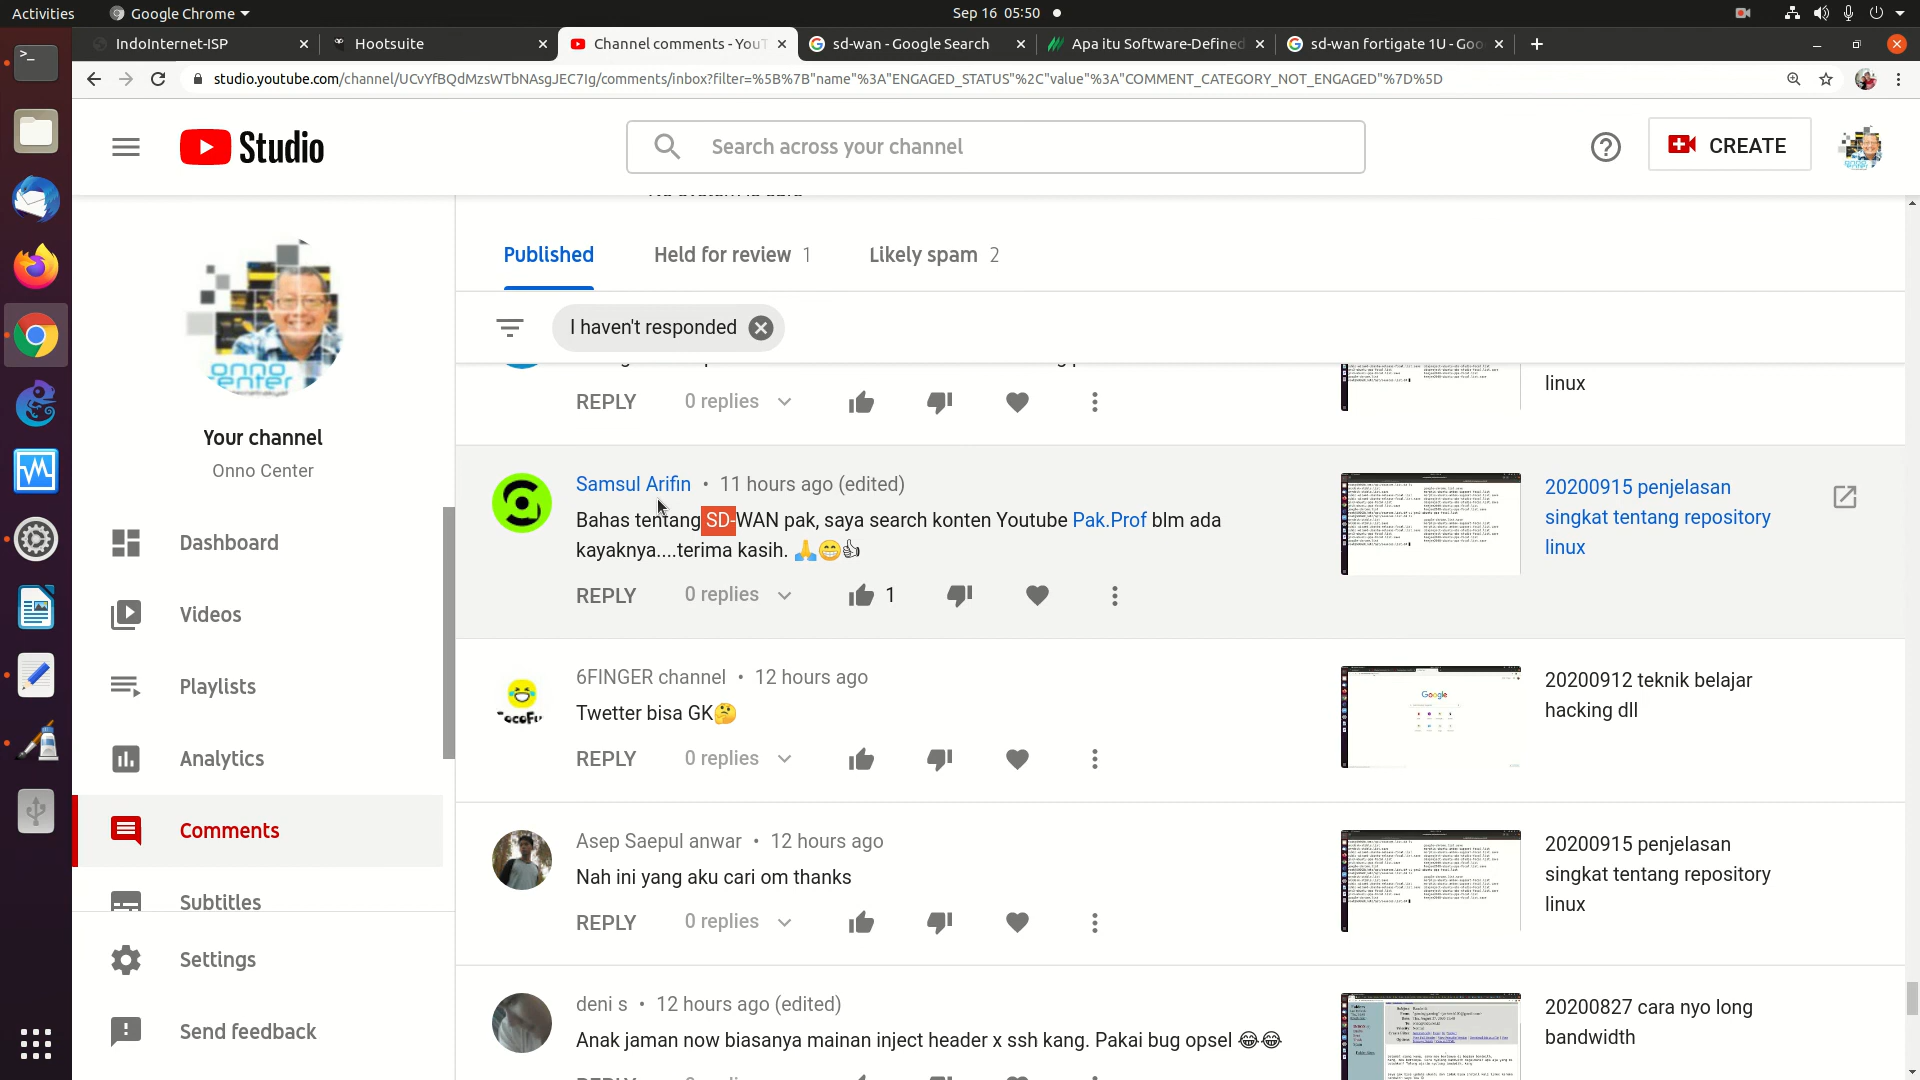 Activities Google Chrome Sep 16 05:50
IndoInternet-ISP Hootsuite Channel comments - YouT sd-wan - Google Search Apa itu Software-Defined sd-wan fortigate 1U - Goo
studio.youtube.com/channel/UCvYfBQdMzsWTbNAsgJEC7Ig/comments/inbox?filter=%5B%7B"name"%3A"ENGAGED_STATUS"%2C"value"%3A"COMMENT_CATEGORY_NOT_ENGAGED"%7D%5D
Studio
Search across your channel
CREATE
onno
center
Your channel
Onno Center
Dashboard
Videos
Playlists
Analytics
Comments
Subtitles
Settings
Send feedback
Published Held for review 1 Likely spam 2
I haven't responded
linux
REPLY 0 replies
Samsul Arifin • 11 hours ago (edited)
Bahas tentang SD-WAN pak, saya search konten Youtube Pak.Prof blm ada
kayaknya....terima kasih. 🙏😁👍
REPLY 0 replies 1
20200915 penjelasan
singkat tentang repository
linux
6FINGER channel • 12 hours ago
Twetter bisa GK🤔
REPLY 0 replies
Google
20200912 teknik belajar
hacking dll
Asep Saepul anwar • 12 hours ago
Nah ini yang aku cari om thanks
REPLY 0 replies
20200915 penjelasan
singkat tentang repository
linux
deni s • 12 hours ago (edited)
Anak jaman now biasanya mainan inject header x ssh kang. Pakai bug opsel 😂😂
20200827 cara nyo long
bandwidth